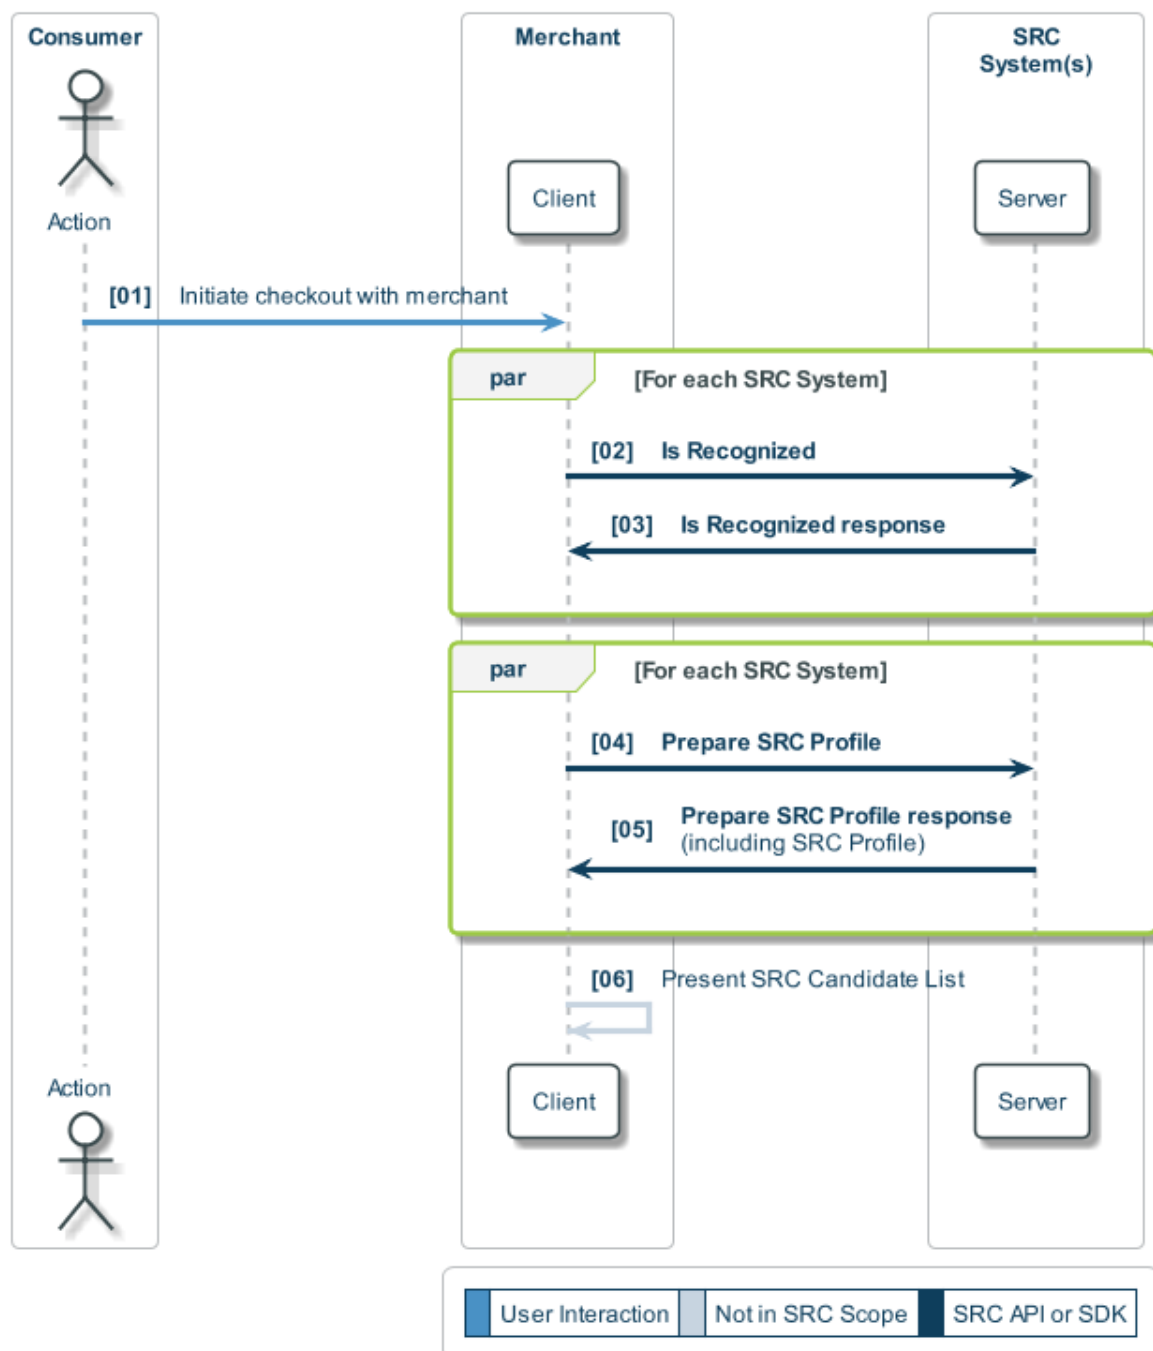 Consumer
Merchant
SRC
System(s)
Action
Client
Server
[01] Initiate checkout with merchant
par [For each SRC System]
[02] Is Recognized
[03] Is Recognized response
par [For each SRC System]
[04] Prepare SRC Profile
[05] Prepare SRC Profile response
(including SRC Profile)
[06] Present SRC Candidate List
Action
Client
Server
User Interaction
Not in SRC Scope
SRC API or SDK